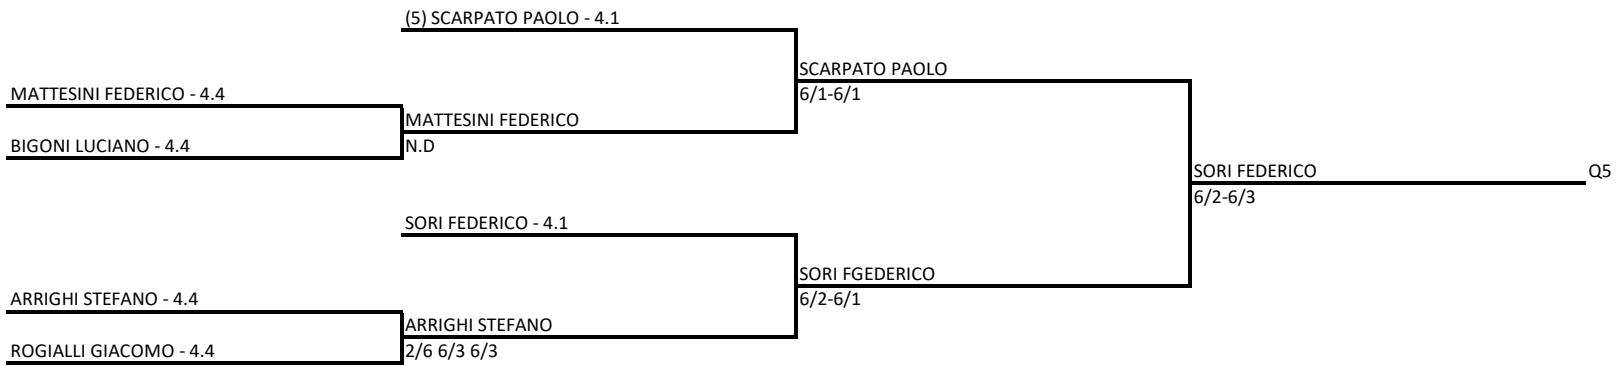 (5) SCARPATO PAOLO - 4.1
SCARPATO PAOLO
MATTESINI FEDERICO - 4.4
6/1-6/1
MATTESINI FEDERICO
BIGONI LUCIANO - 4.4
N.D
SORI FEDERICO
Q5
6/2-6/3
SORI FEDERICO - 4.1
SORI FGEDERICO
ARRIGHI STEFANO - 4.4
6/2-6/1
ARRIGHI STEFANO
ROGIALLI GIACOMO - 4.4
2/6 6/3 6/3